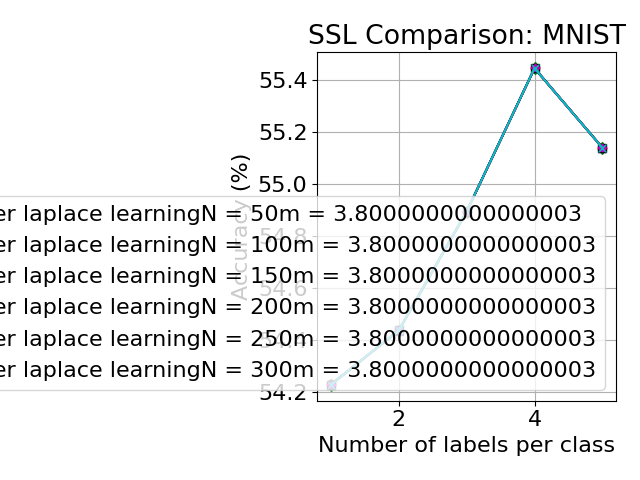 SSL Comparison: MNIST
55.4
55.2
55.0
54.8
54.6
54.4
54.2
Accuracy (%)
er laplace learningN = 50m = 3.8000000000000003
er laplace learningN = 100m = 3.8000000000000003
er laplace learningN = 150m = 3.8000000000000003
er laplace learningN = 200m = 3.8000000000000003
er laplace learningN = 250m = 3.8000000000000003
er laplace learningN = 300m = 3.8000000000000003
2
4
Number of labels per class